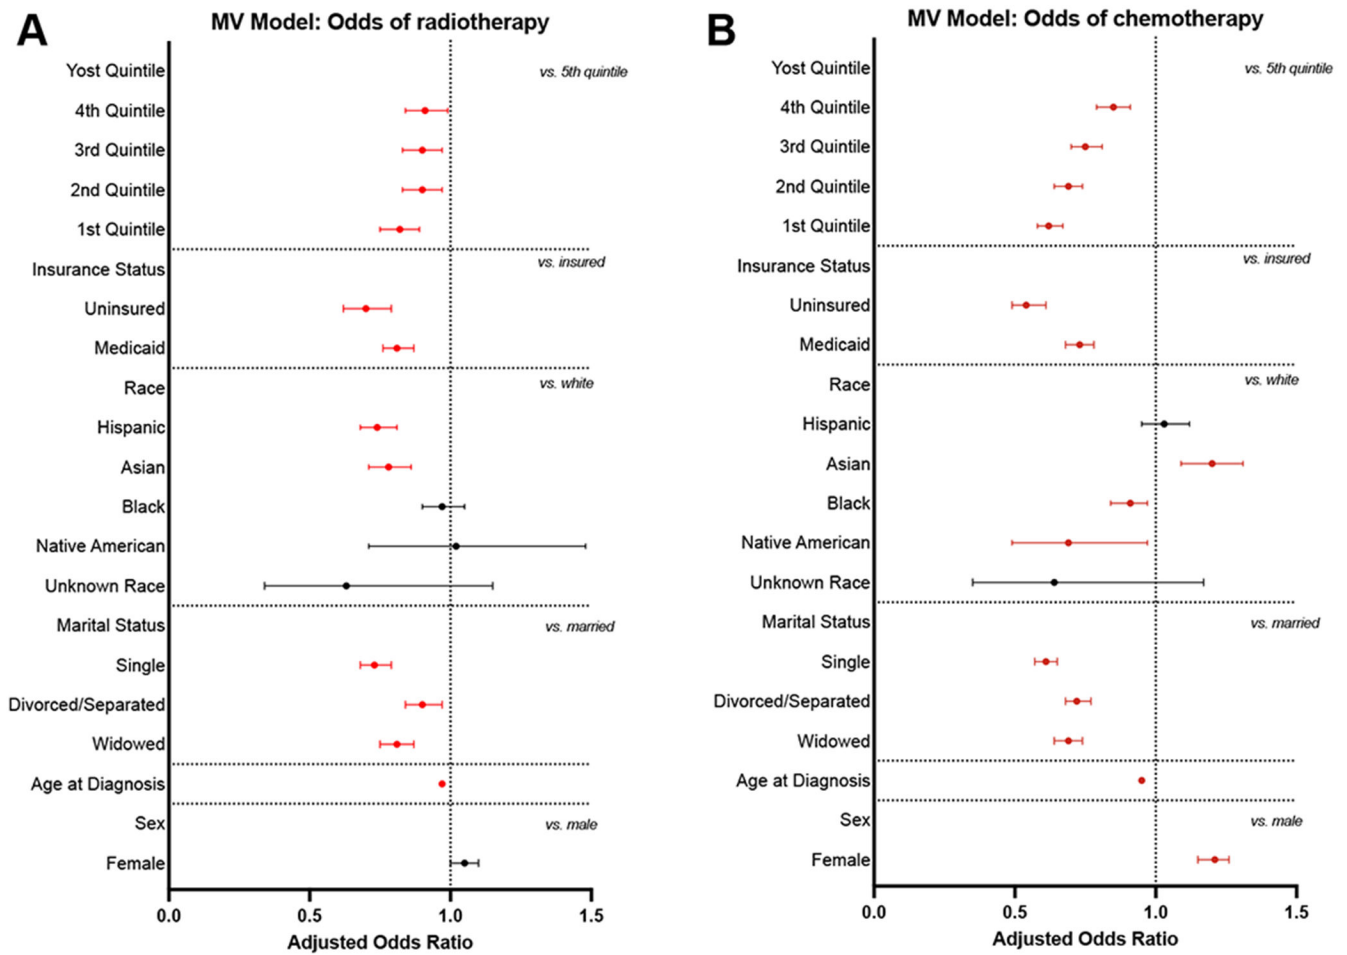 A
MV Model: Odds of radiotherapy
Yost Quintile
vs. 5th quintile
4th Quintile
3rd Quintile
2nd Quintile
1st Quintile
Insurance Status
vs. insured
Uninsured
Medicaid
Race
vs. white
Hispanic
Asian
Black
Native American
Unknown Race
Marital Status
vs. married
Single
Divorced/Separated
Widowed
Age at Diagnosis
Sex
vs. male
Female
0.0 0.5 1.0 1.5
Adjusted Odds Ratio
B
MV Model: Odds of chemotherapy
Yost Quintile
vs. 5th quintile
4th Quintile
3rd Quintile
2nd Quintile
1st Quintile
Insurance Status
vs. insured
Uninsured
Medicaid
Race
vs. white
Hispanic
Asian
Black
Native American
Unknown Race
Marital Status
vs. married
Single
Divorced/Separated
Widowed
Age at Diagnosis
Sex
vs. male
Female
0.0 0.5 1.0 1.5
Adjusted Odds Ratio